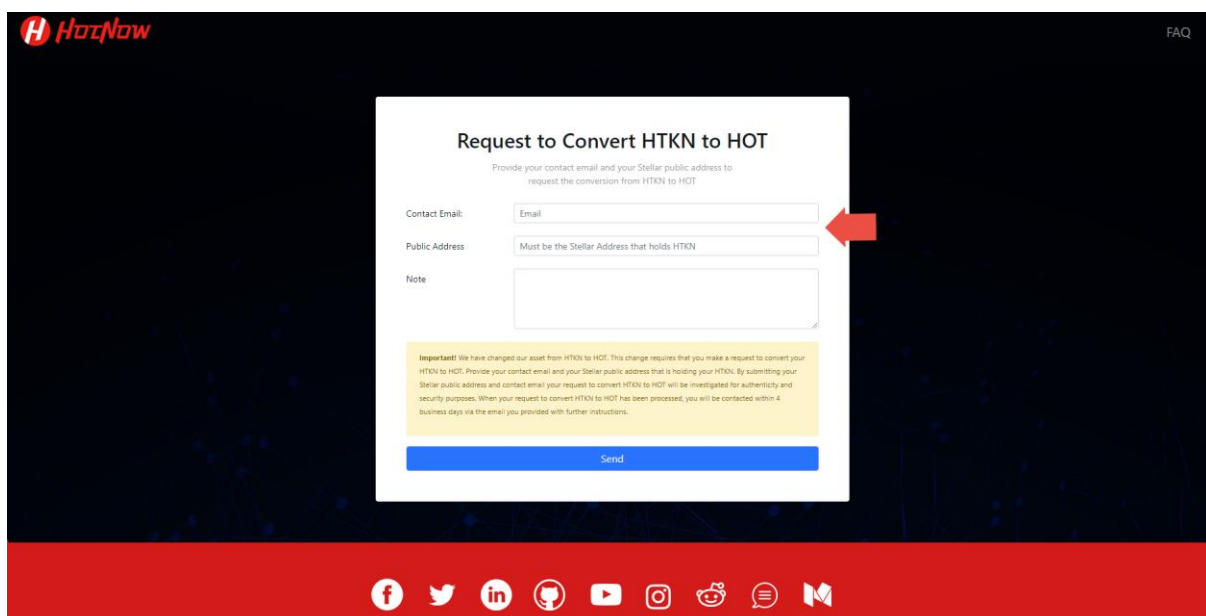 HotNow
FAQ
Request to Convert HTKN to HOT
Provide your contact email and your Stellar public address to
request the conversion from HTKN to HOT
Contact Email:
Email
Public Address
Must be the Stellar Address that holds HTKN
Note
Important! We have changed our asset from HTKN to HOT. This change requires that you make a request to convert your
HTKN to HOT. Provide your contact email and your Stellar public address that is holding your HTKN. By submitting your
Stellar public address and contact email your request to convert HTKN to HOT will be investigated for authenticity and
security purposes. When your request to convert HTKN to HOT has been processed, you will be contacted within 4
business days via the email you provided with further instructions.
Send